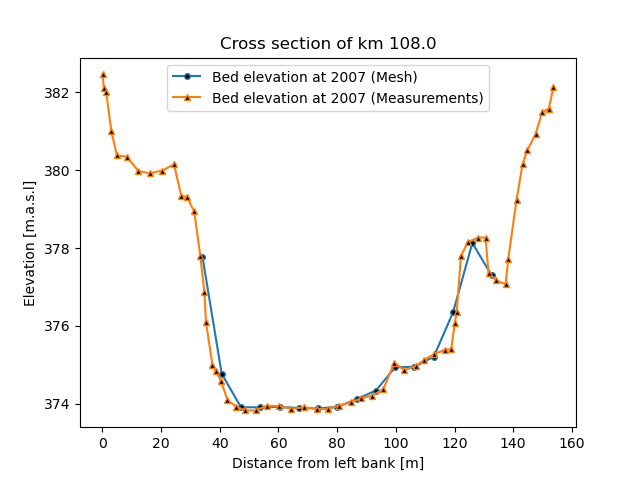 Cross section of km 108.0
Bed elevation at 2007 (Mesh)
Bed elevation at 2007 (Measurements)
Elevation [m.a.s.l]
382
380
378
376
374
0 20 40 60 80 100 120 140 160
Distance from left bank [m]